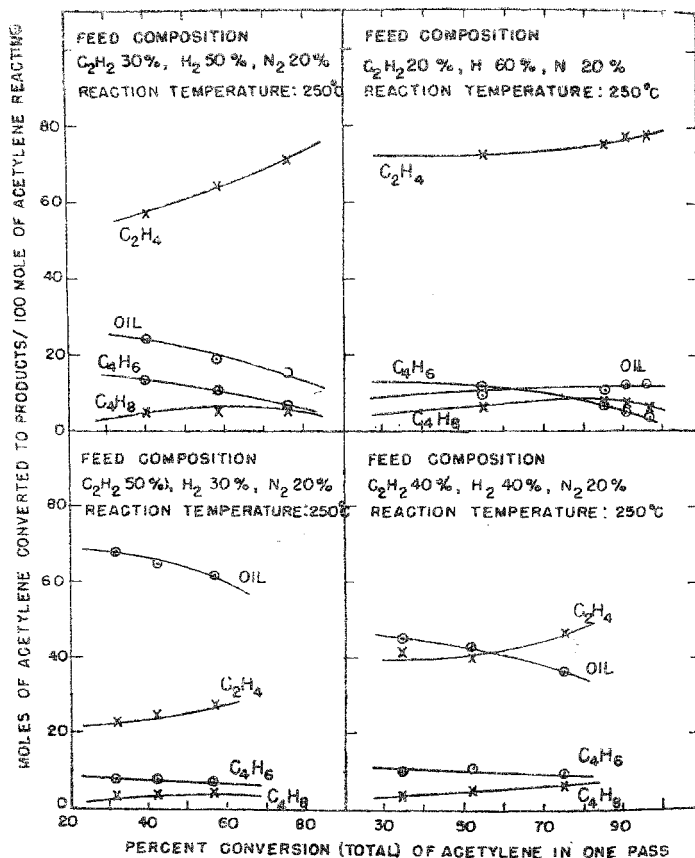 MOLES OF ACETYLENE CONVERTED TO PRODUCTS/100 MOLE OF ACETYLENE REACTING
FEED COMPOSITION
C₂H₂ 30%, H₂ 50%, N₂ 20%
REACTION TEMPERATURE: 250°C
80
60
40
20
0
C₂H₄
OIL
C₄H₆
C₄H₈
FEED COMPOSITION
C₂H₂ 20%, H 60%, N 20%
REACTION TEMPERATURE: 250°C
C₂H₄
C₄H₆
OIL
C₄H₈
FEED COMPOSITION
C₂H₂ 50%), H₂ 30%, N₂ 20%
REACTION TEMPERATURE: 250°C
80
60
40
20
0
OIL
C₂H₄
C₄H₆
C₄H₈
20 40 60 80
FEED COMPOSITION
C₂H₂ 40%, H₂ 40%, N₂ 20%
REACTION TEMPERATURE: 250°C
C₂H₄
OIL
C₄H₆
C₄H₈
30 50 70 90
PERCENT CONVERSION (TOTAL) OF ACETYLENE IN ONE PASS